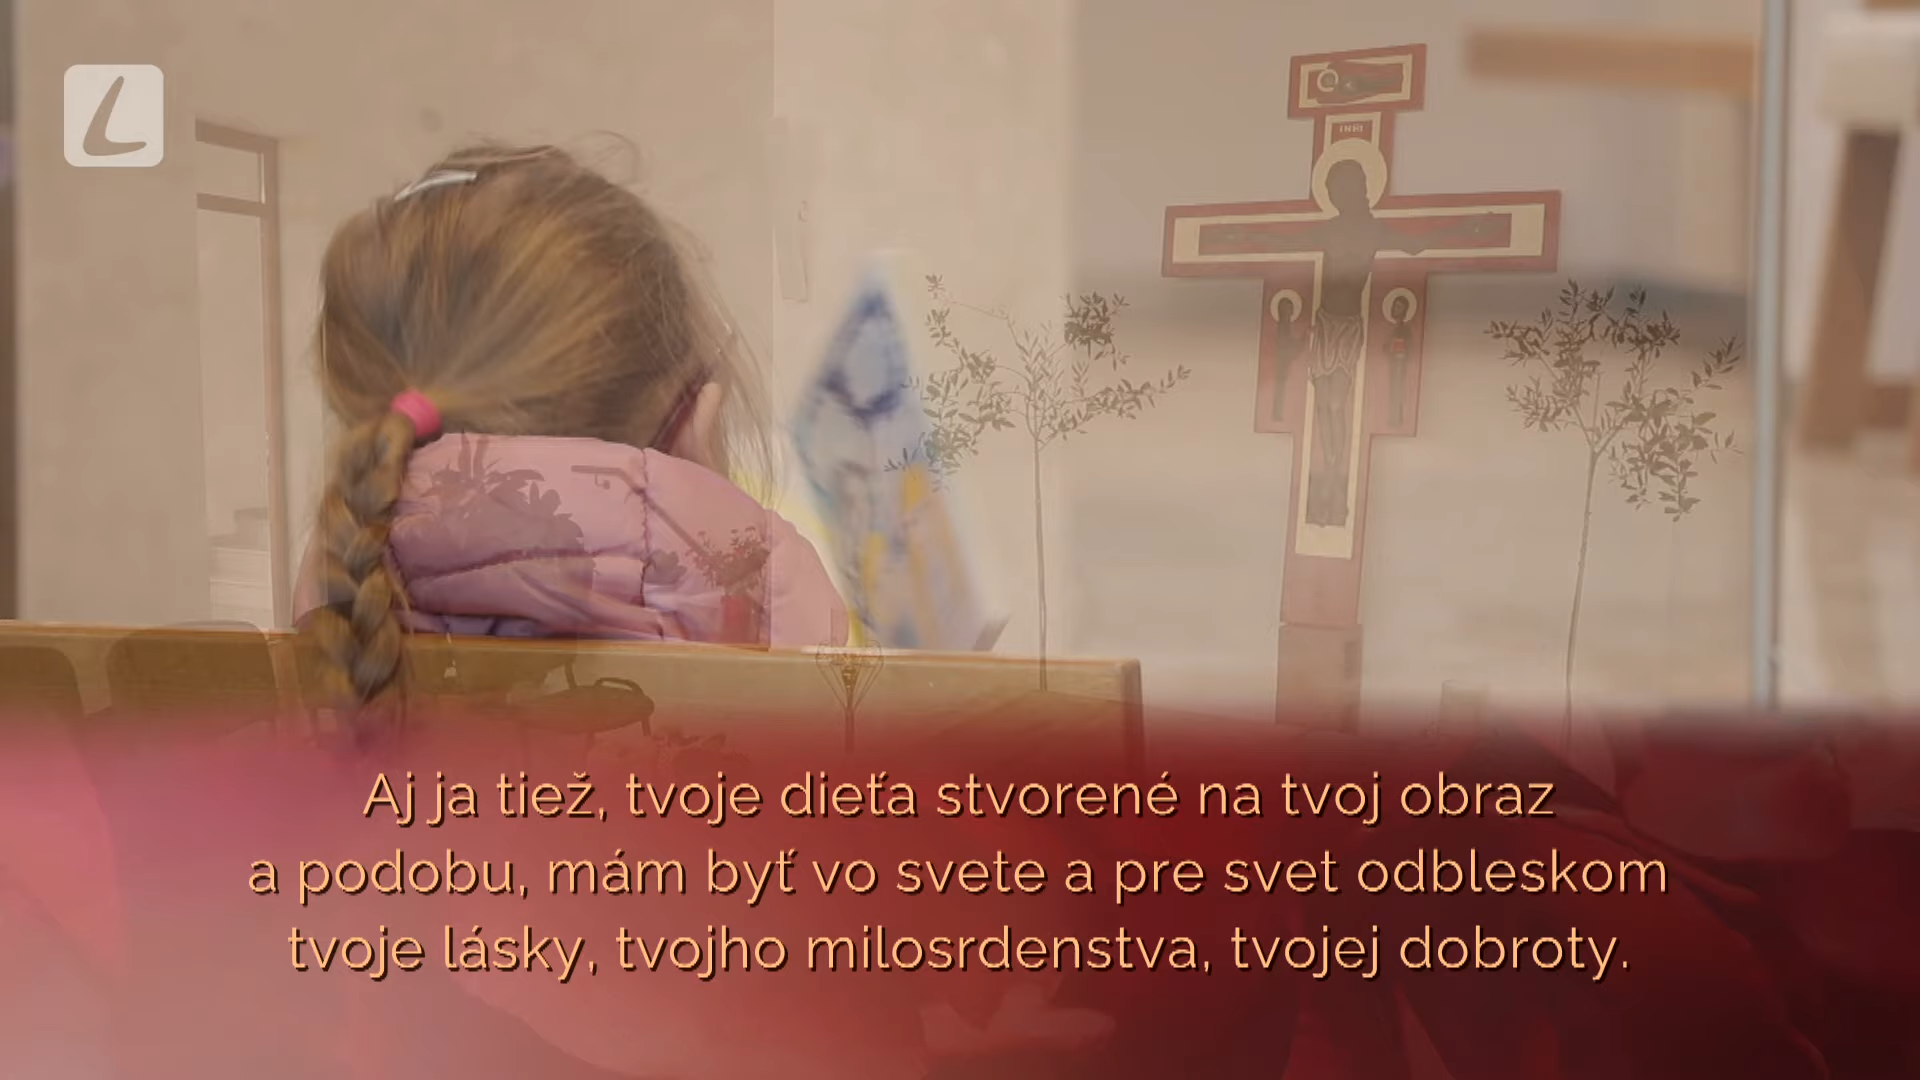 L
INRI
Aj ja tiež, tvoje dieťa stvorené na tvoj obraz
a podobu, mám byť vo svete a pre svet odbleskom
tvoje lásky, tvojho milosrdenstva, tvojej dobroty.